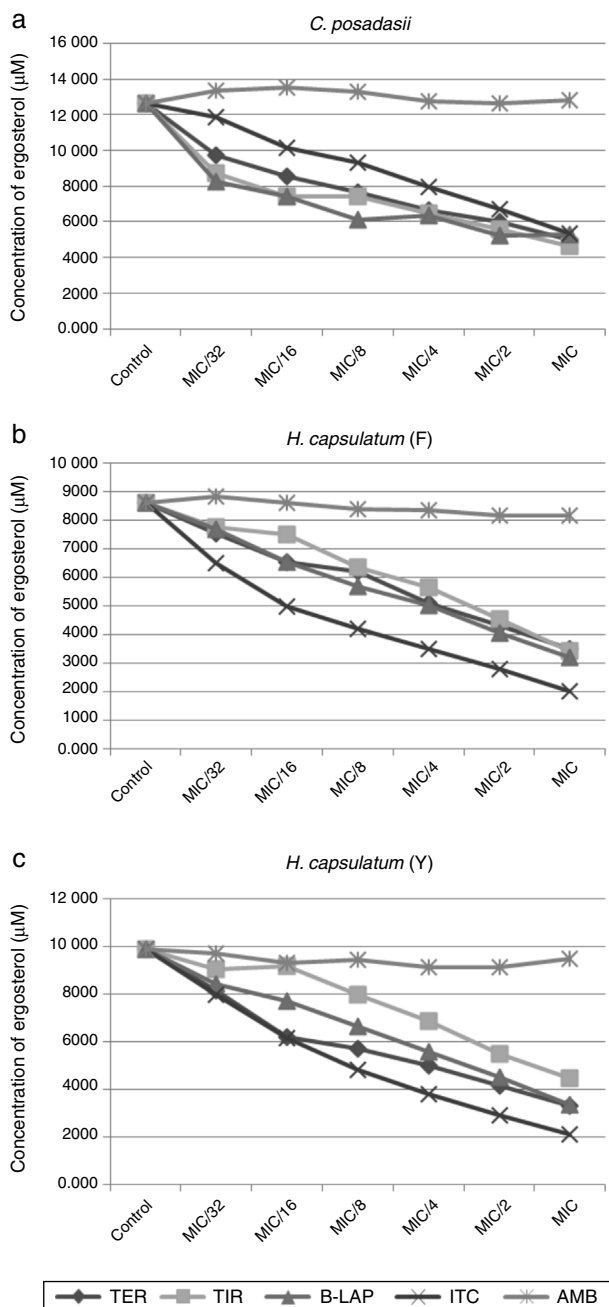 a
C. posadasii
Concentration of ergosterol (μM)
16 000
14 000
12 000
10 000
8000
6000
4000
2000
0.000
Control
MIC/32
MIC/16
MIC/8
MIC/4
MIC/2
MIC
b
H. capsulatum (F)
Concentration of ergosterol (μM)
10 000
9000
8000
7000
6000
5000
4000
3000
2000
1000
0.000
Control
MIC/32
MIC/16
MIC/8
MIC/4
MIC/2
MIC
c
H. capsulatum (Y)
Concentration of ergosterol (μM)
12 000
10 000
8000
6000
4000
2000
0.000
Control
MIC/32
MIC/16
MIC/8
MIC/4
MIC/2
MIC
TER TIR B-LAP ITC AMB